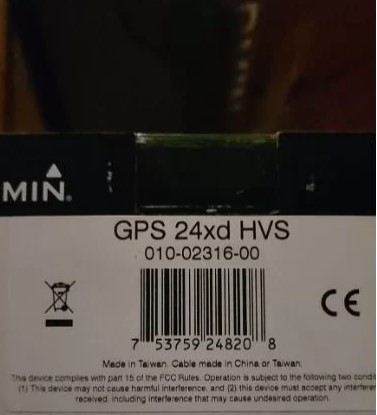 MIN.
GPS 24xd HVS
010-02316-00
CE
7 53759 24820 8
Made in Taiwan. Cable made in China or Taiwan.
This device complies with part 15 of the FCC Rules. Operation is subject to the following two condit
(1) This device may not cause harmful interference, and (2) this device must accept any interferen
received, including interference that may cause undesired operation.